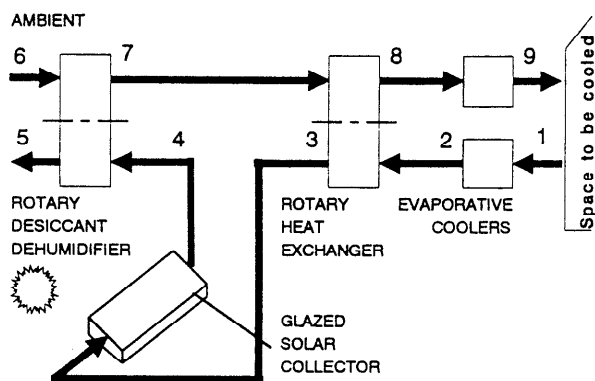 AMBIENT
6
7
8
9
5
4
3
2
1
Space to be cooled
ROTARY
DESICCANT
DEHUMIDIFIER
ROTARY
HEAT
EXCHANGER
EVAPORATIVE
COOLERS
GLAZED
SOLAR
COLLECTOR